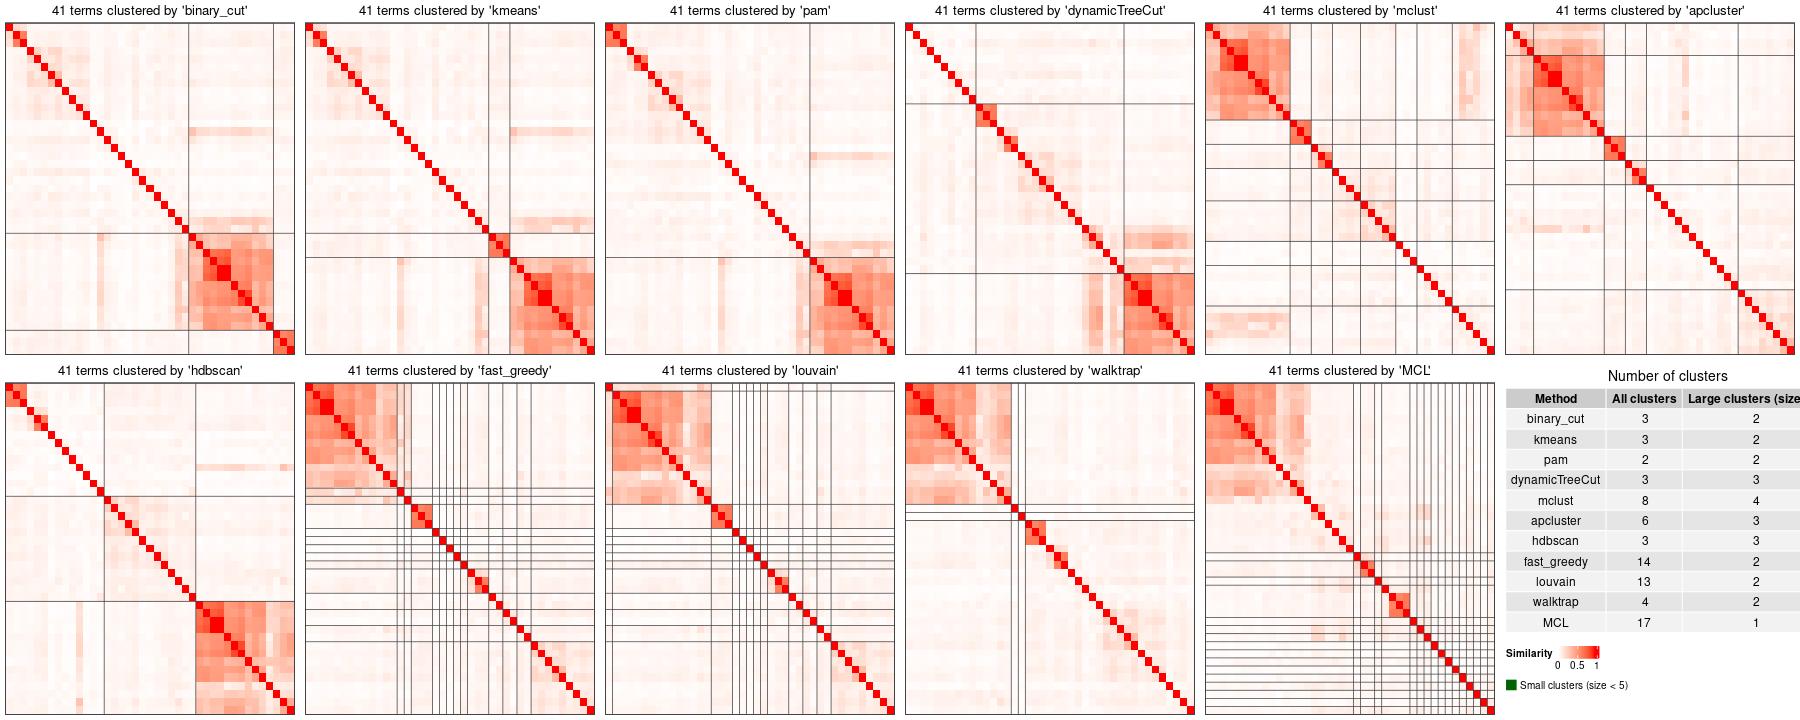 41 terms clustered by 'binary_cut'
41 terms clustered by 'kmeans'
41 terms clustered by 'pam'
41 terms clustered by 'dynamicTreeCut'
41 terms clustered by 'mclust'
41 terms clustered by 'apcluster'
41 terms clustered by 'hdbscan'
41 terms clustered by 'fast_greedy'
41 terms clustered by 'louvain'
41 terms clustered by 'walktrap'
41 terms clustered by 'MCL'
Number of clusters
Method All clusters Large clusters (size
binary_cut 3 2
kmeans 3 2
pam 2 2
dynamicTreeCut 3 3
mclust 8 4
apcluster 6 3
hdbscan 3 3
fast_greedy 14 2
louvain 13 2
walktrap 4 2
MCL 17 1
Similarity
0 0.5 1
Small clusters (size < 5)